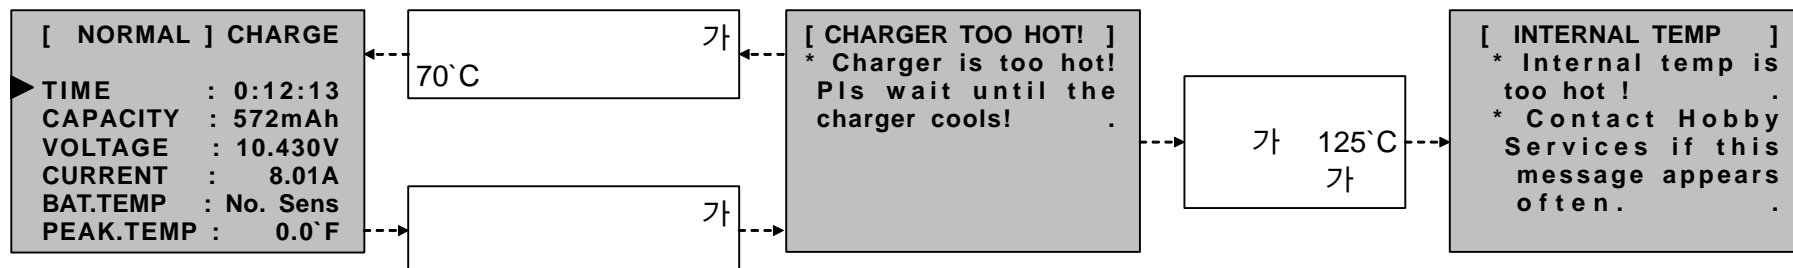 [ NORMAL ] CHARGE
TIME : 0:12:13
CAPACITY : 572mAh
VOLTAGE : 10.430V
CURRENT : 8.01A
BAT.TEMP : No. Sens
PEAK.TEMP : 0.0`F
가
70`C
가
[ CHARGER TOO HOT! ]
* Charger is too hot!
Pls wait until the
charger cools! .
가 125`C
가
[ INTERNAL TEMP ]
* Internal temp is
too hot ! .
* Contact Hobby
Services if this
message appears
often. .